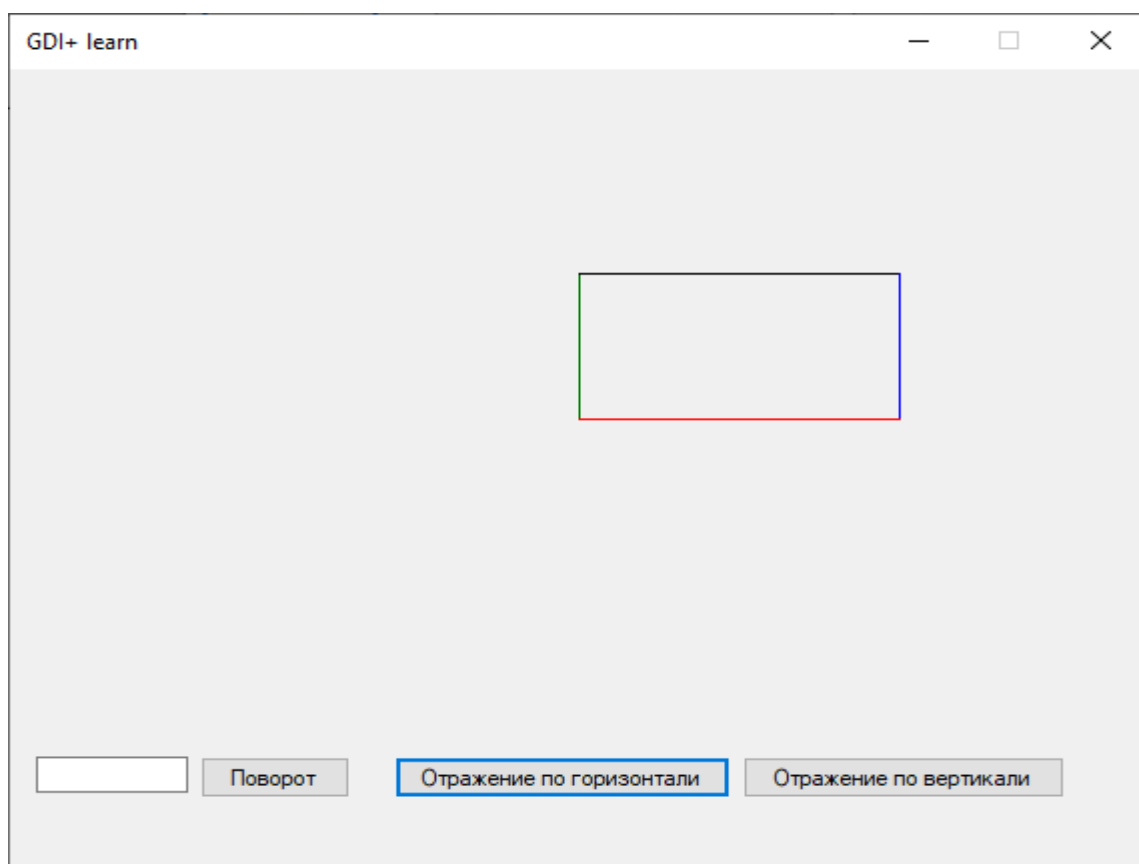 GDI+ learn
Поворот
Отражение по горизонтали
Отражение по вертикали